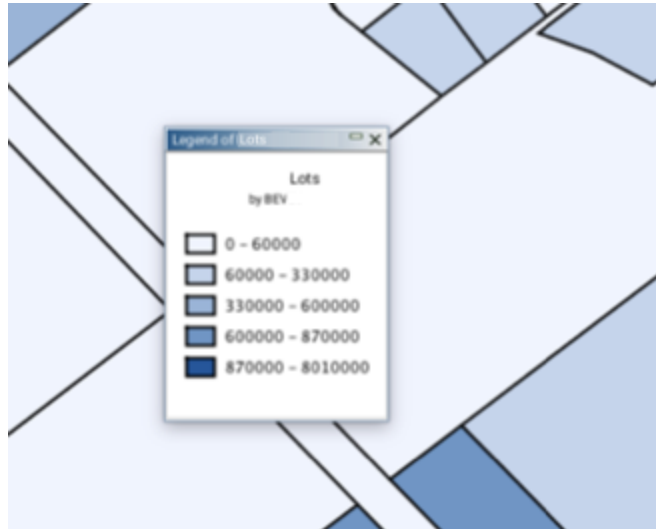 Legend of Lots
Lots
by BEV
0 – 60000
60000 – 330000
330000 – 600000
600000 – 870000
870000 – 8010000